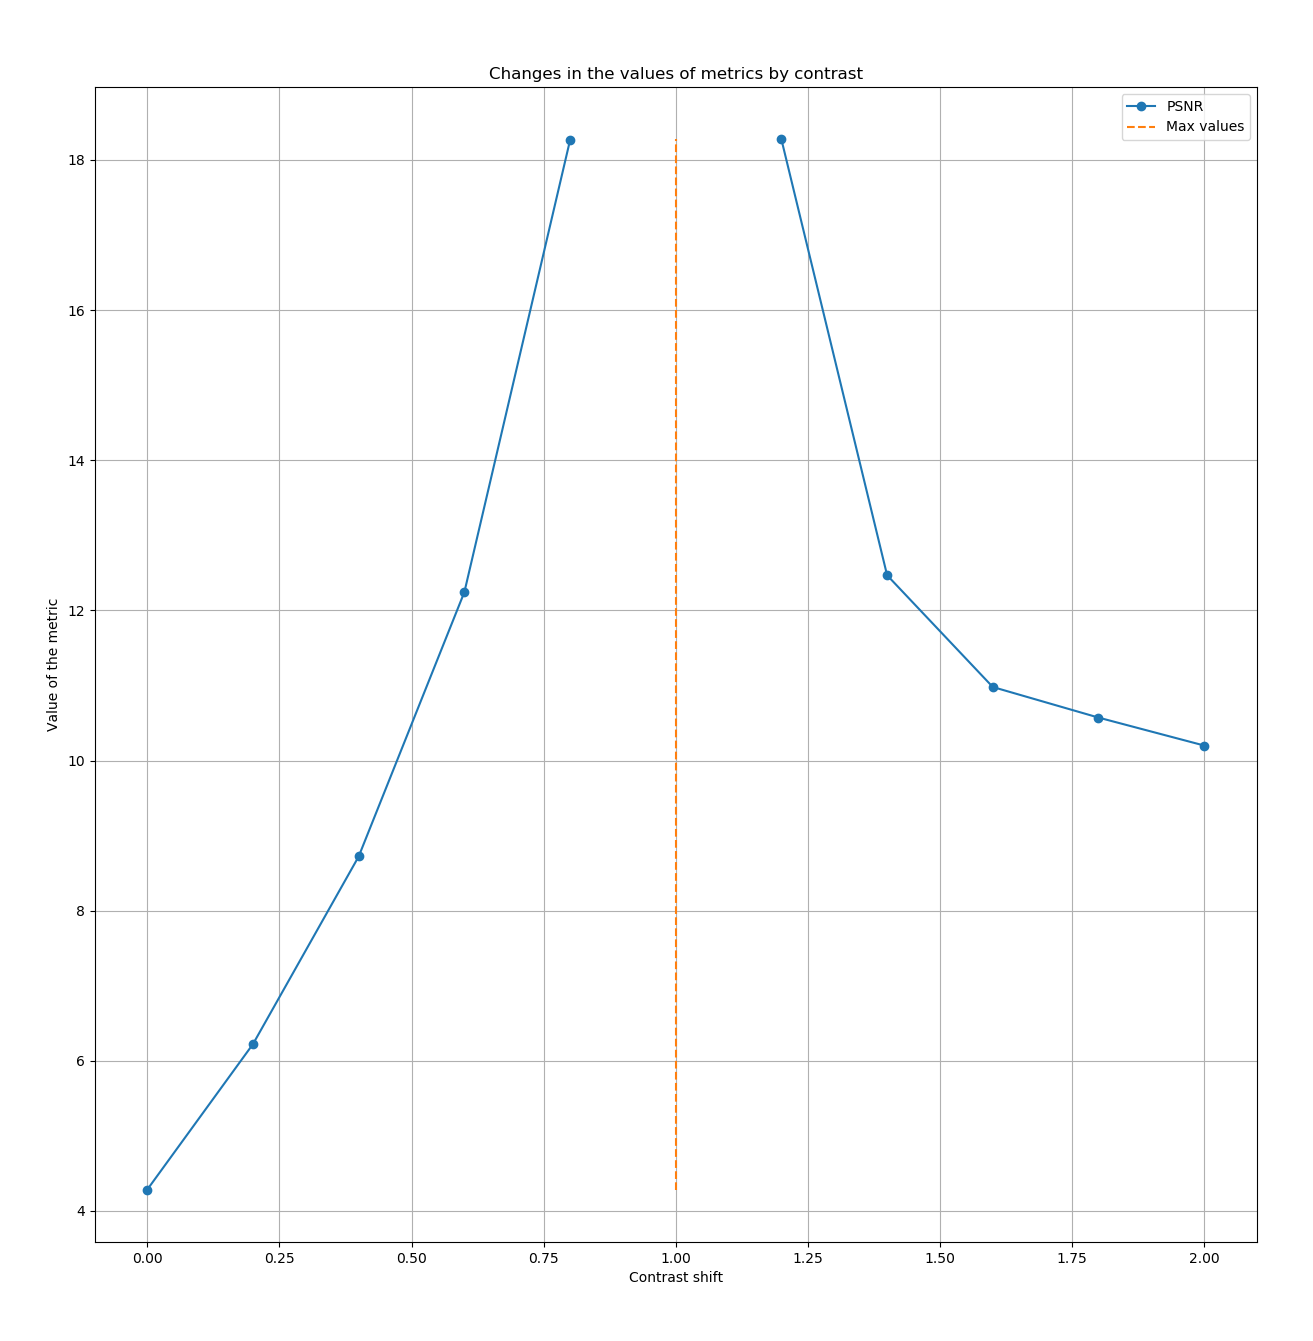 Changes in the values of metrics by contrast
PSNR
Max values
18
16
14
12
10
8
6
4
Value of the metric
0.00 0.25 0.50 0.75 1.00 1.25 1.50 1.75 2.00
Contrast shift